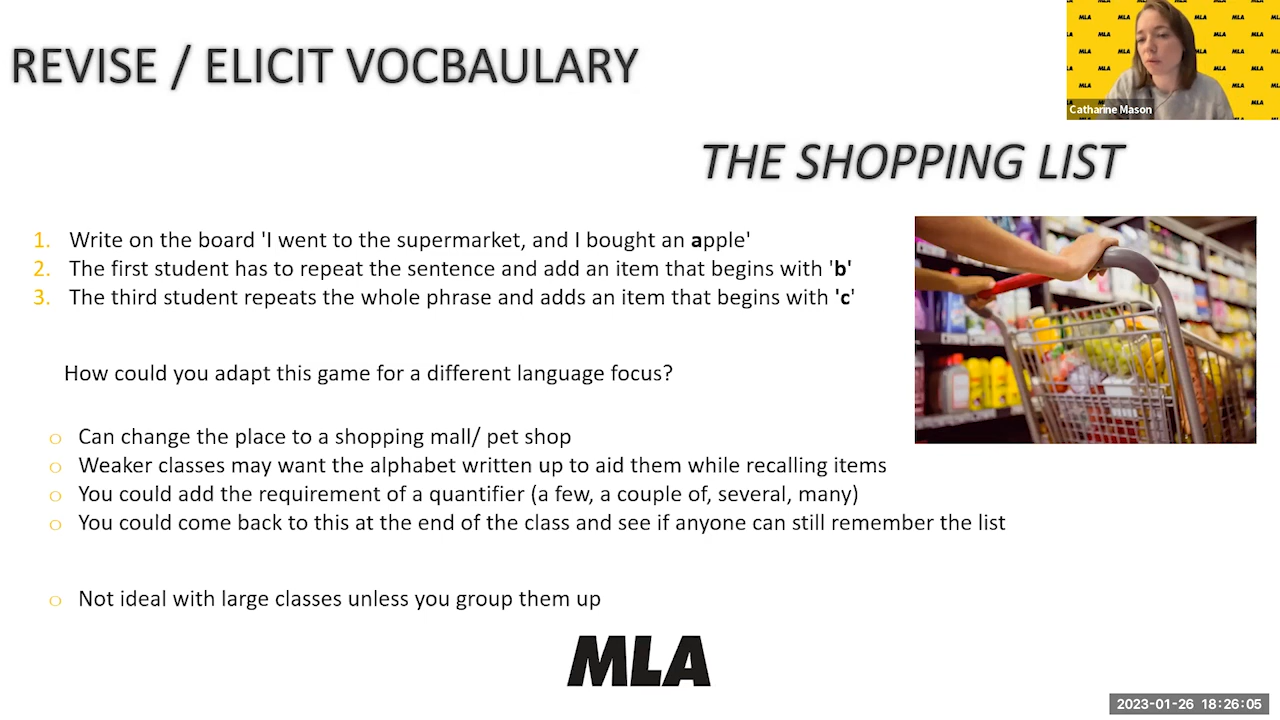 REVISE / ELICIT VOCBAULARY
THE SHOPPING LIST
1. Write on the board 'I went to the supermarket, and I bought an apple'
2. The first student has to repeat the sentence and add an item that begins with 'b'
3. The third student repeats the whole phrase and adds an item that begins with 'c'
How could you adapt this game for a different language focus?
o Can change the place to a shopping mall/ pet shop
o Weaker classes may want the alphabet written up to aid them while recalling items
o You could add the requirement of a quantifier (a few, a couple of, several, many)
o You could come back to this at the end of the class and see if anyone can still remember the list
o Not ideal with large classes unless you group them up
MLA
Catharine Mason
2023-01-26 18:26:05